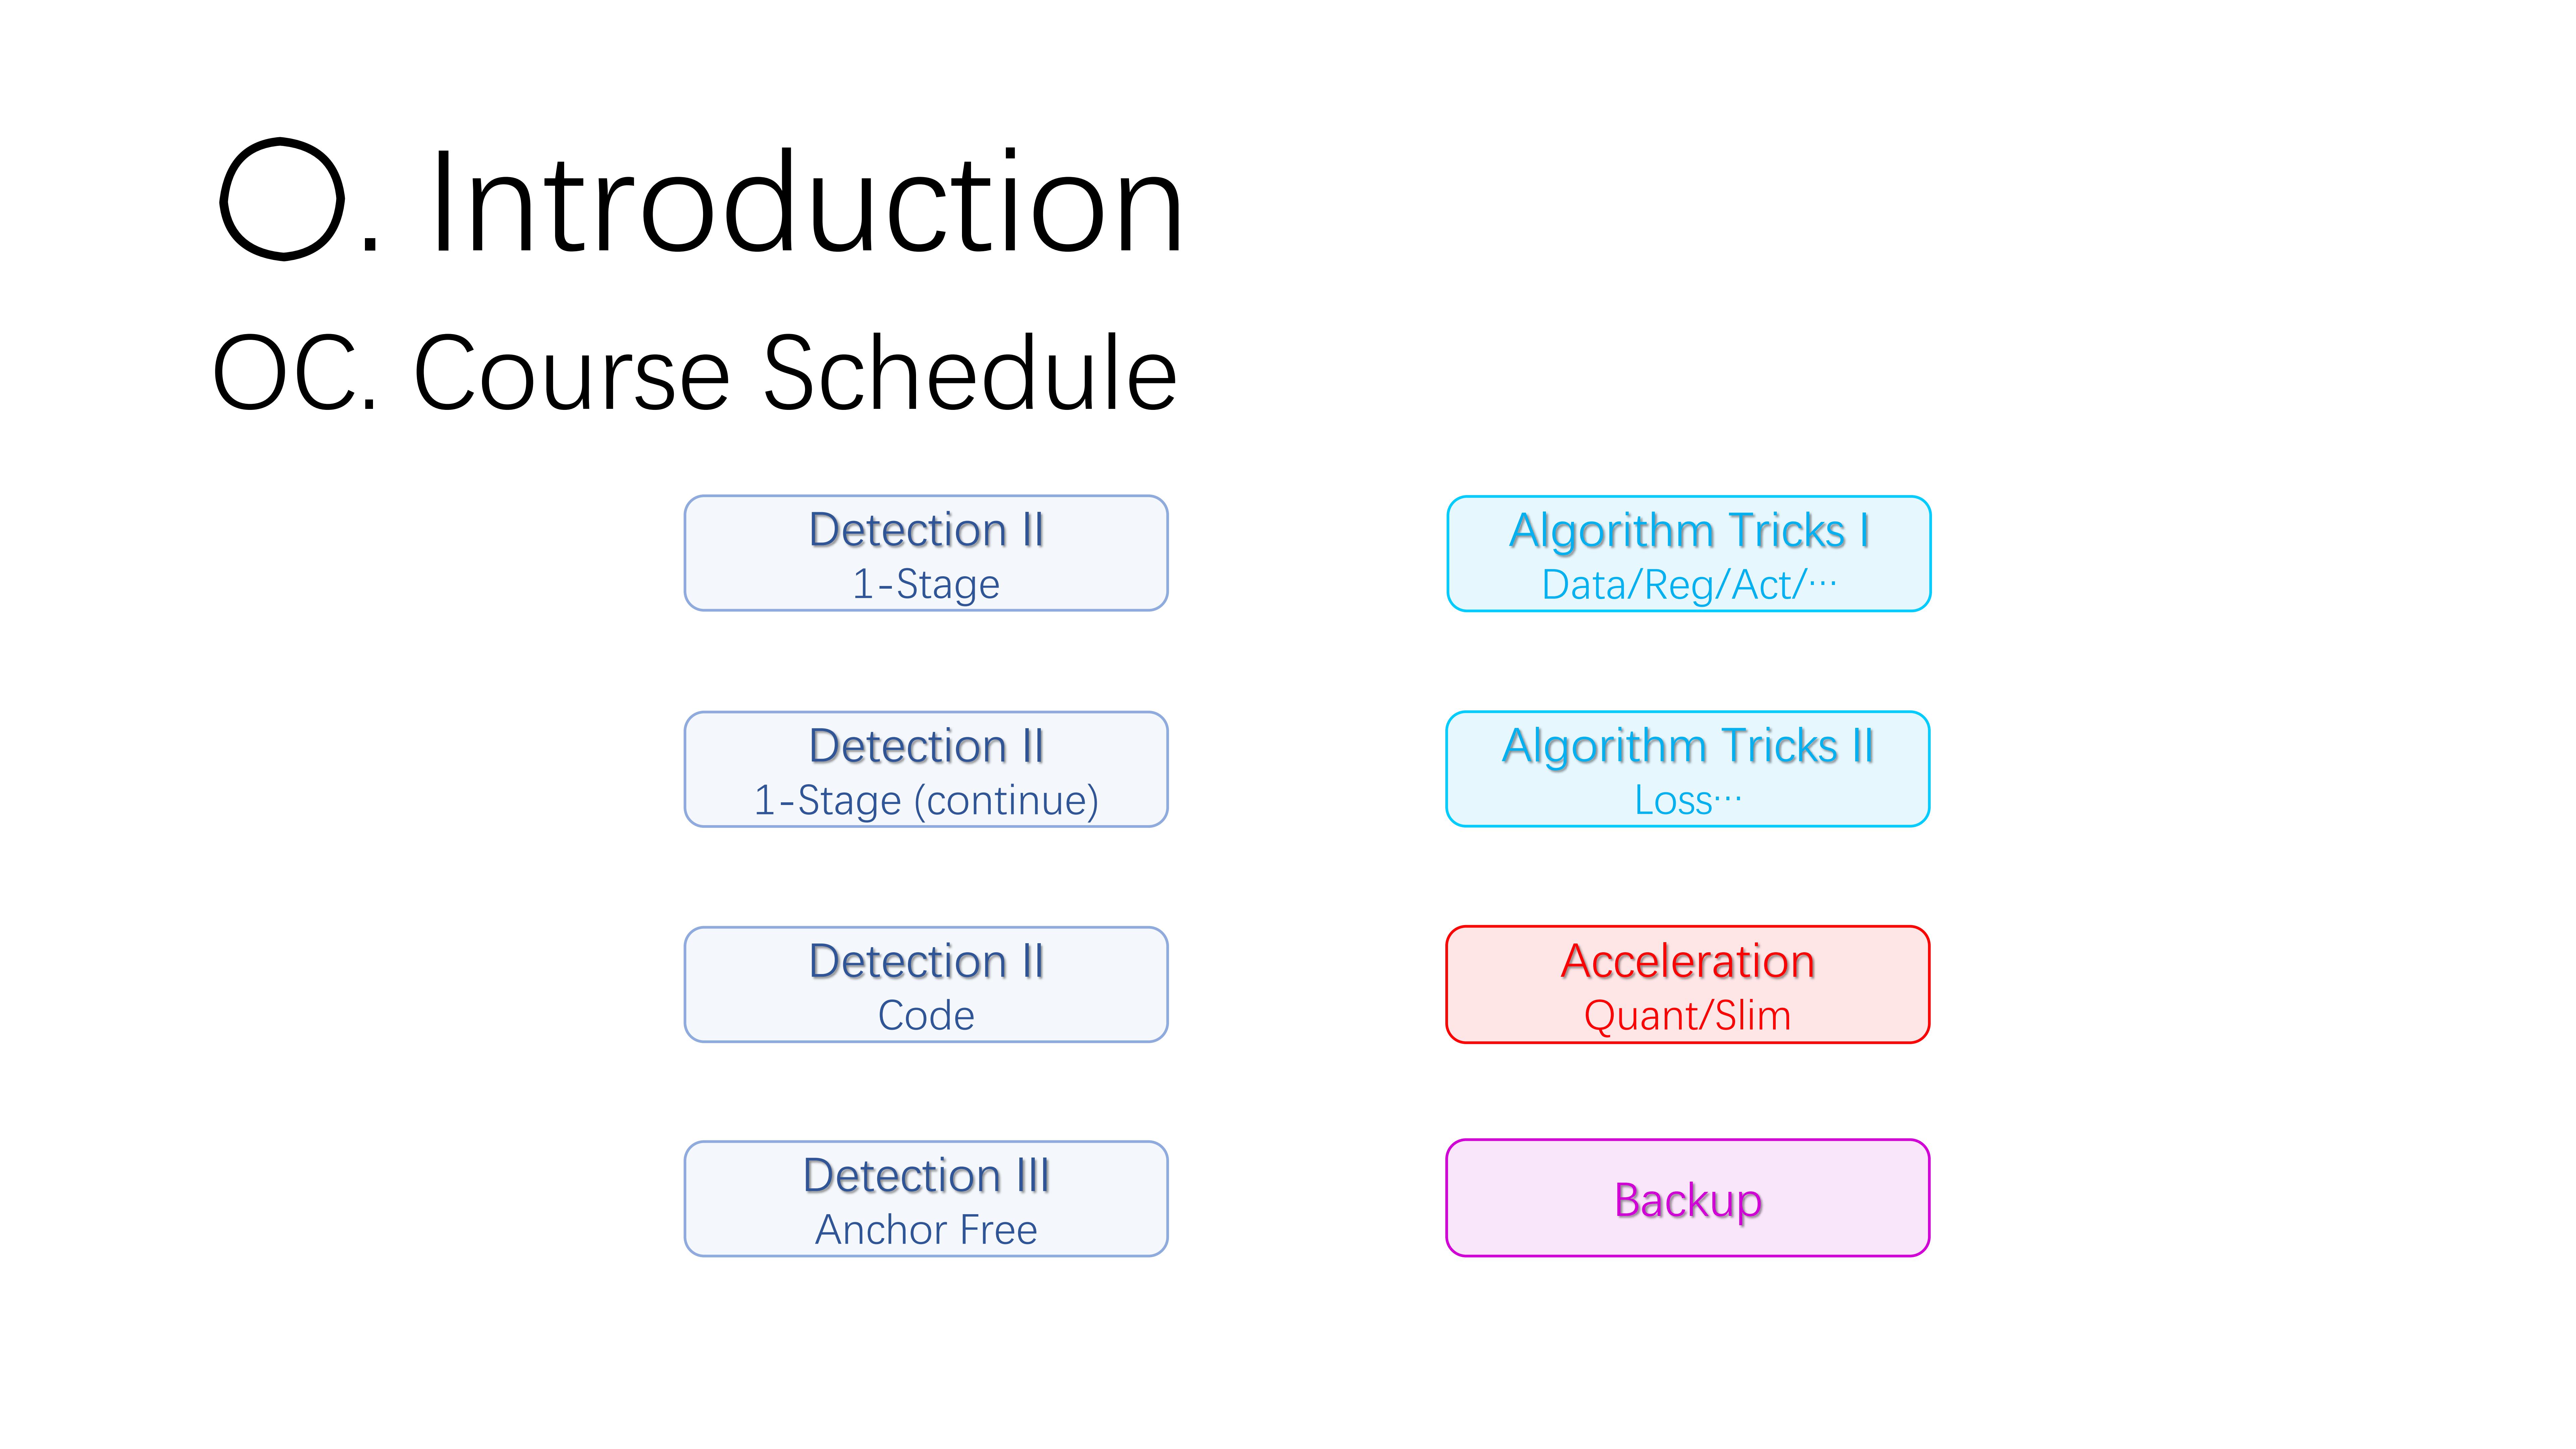 〇. Introduction
OC. Course Schedule
Detection II
1-Stage
Detection II
1-Stage (continue)
Detection II
Code
Detection III
Anchor Free
Algorithm Tricks I
Data/Reg/Act/…
Algorithm Tricks II
Loss…
Acceleration
Quant/Slim
Backup